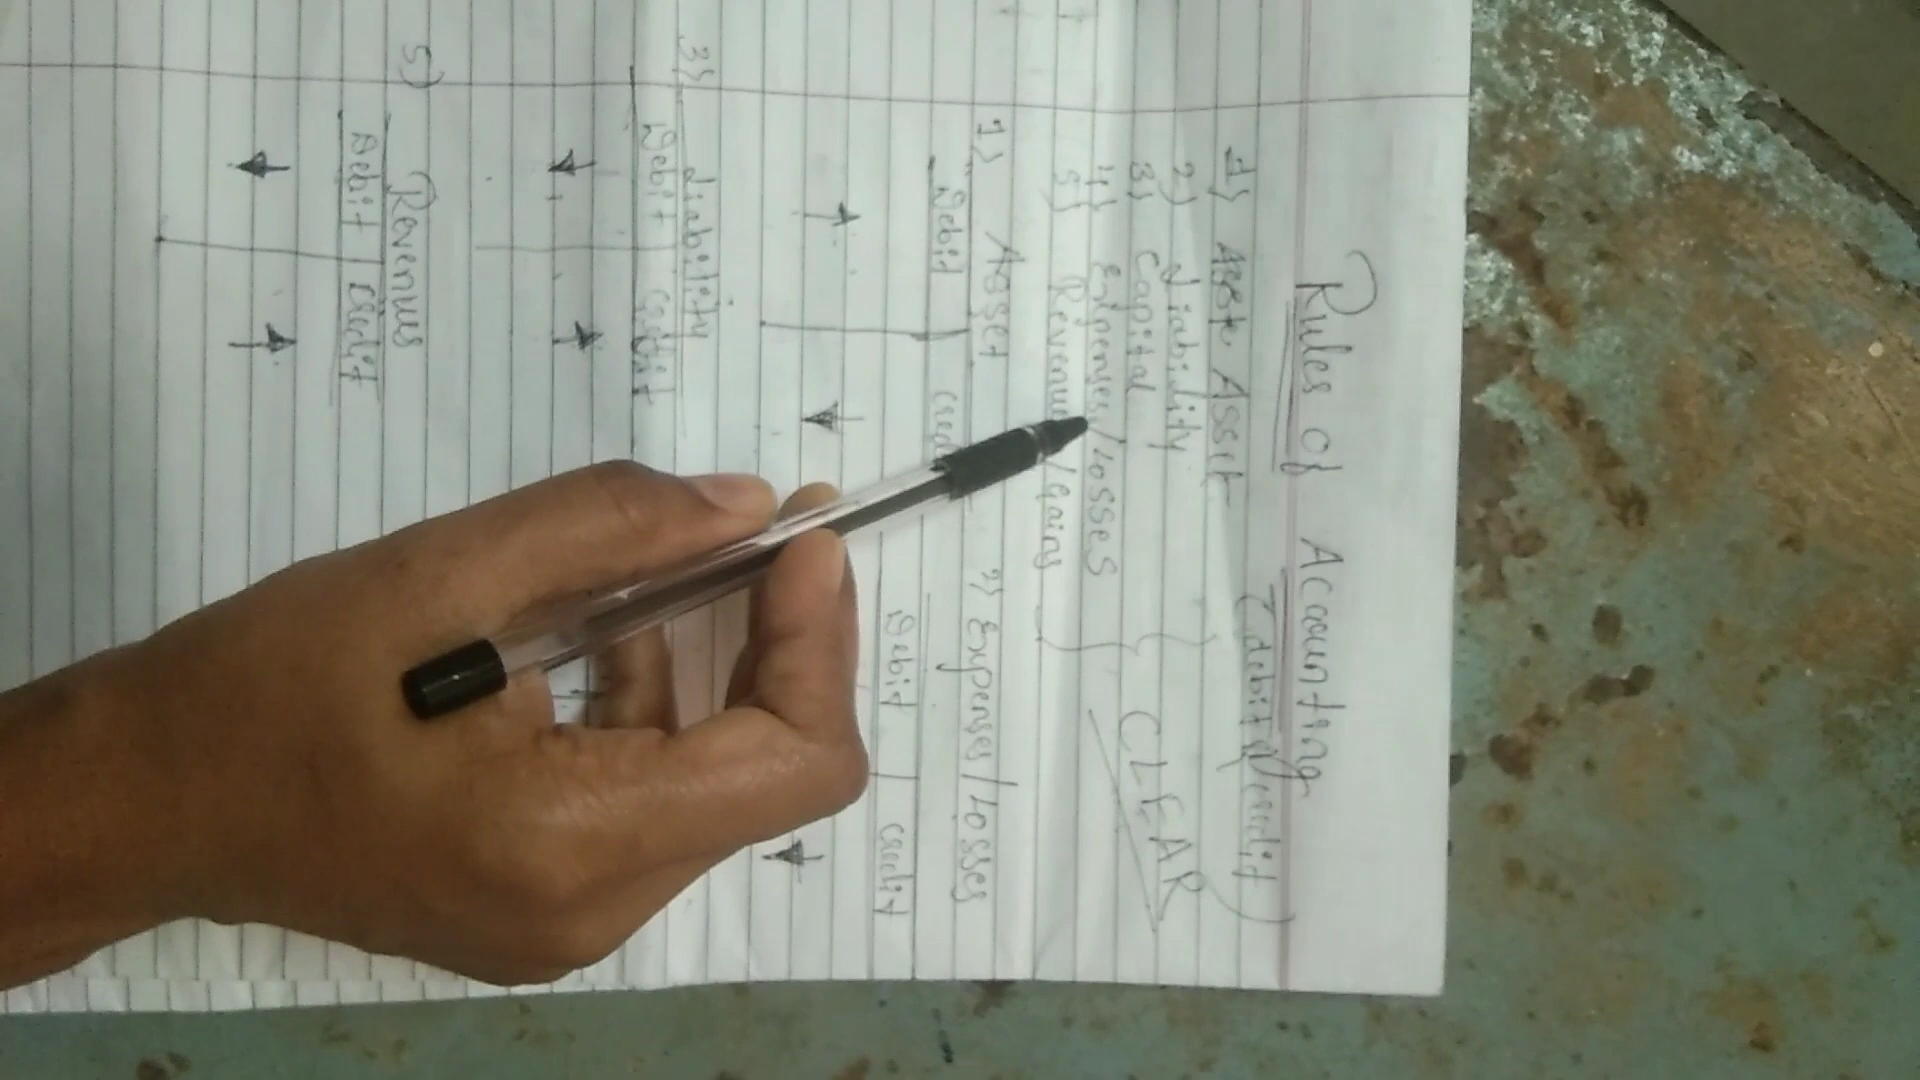 Rules of Accounting
(debit / credit)
1) Asset
2) Liability
3) Capital
4) Expenses/Losses
5) Revenue/Gains
CLEAR
1) Asset
Debit
2) Expenses/Losses
Debit Credit
3) Liability
Debit Credit
5) Revenues
Debit Credit